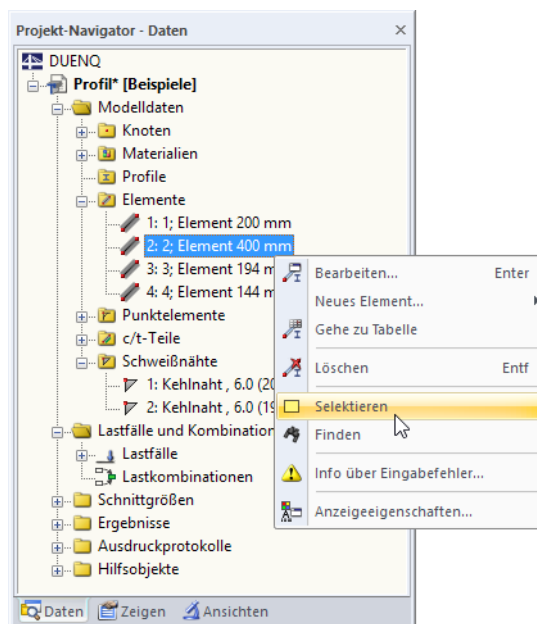 Projekt-Navigator - Daten
DUENQ
Profil* [Beispiele]
Modelldaten
Knoten
Materialien
Profile
Elemente
1: 1; Element 200 mm
2: 2; Element 400 mm
3: 3; Element 194 m
4: 4; Element 144 m
Punktelemente
c/t-Teile
Schweißnähte
1: Kehlnaht , 6.0 (20
2: Kehlnaht , 6.0 (19
Lastfälle und Kombination
Lastfälle
Lastkombinationen
Schnittgrößen
Ergebnisse
Ausdruckprotokolle
Hilfsobjekte
Bearbeiten... Enter
Neues Element...
Gehe zu Tabelle
Löschen Entf
Selektieren
Finden
Info über Eingabefehler...
Anzeigeeigenschaften...
Daten Zeigen Ansichten